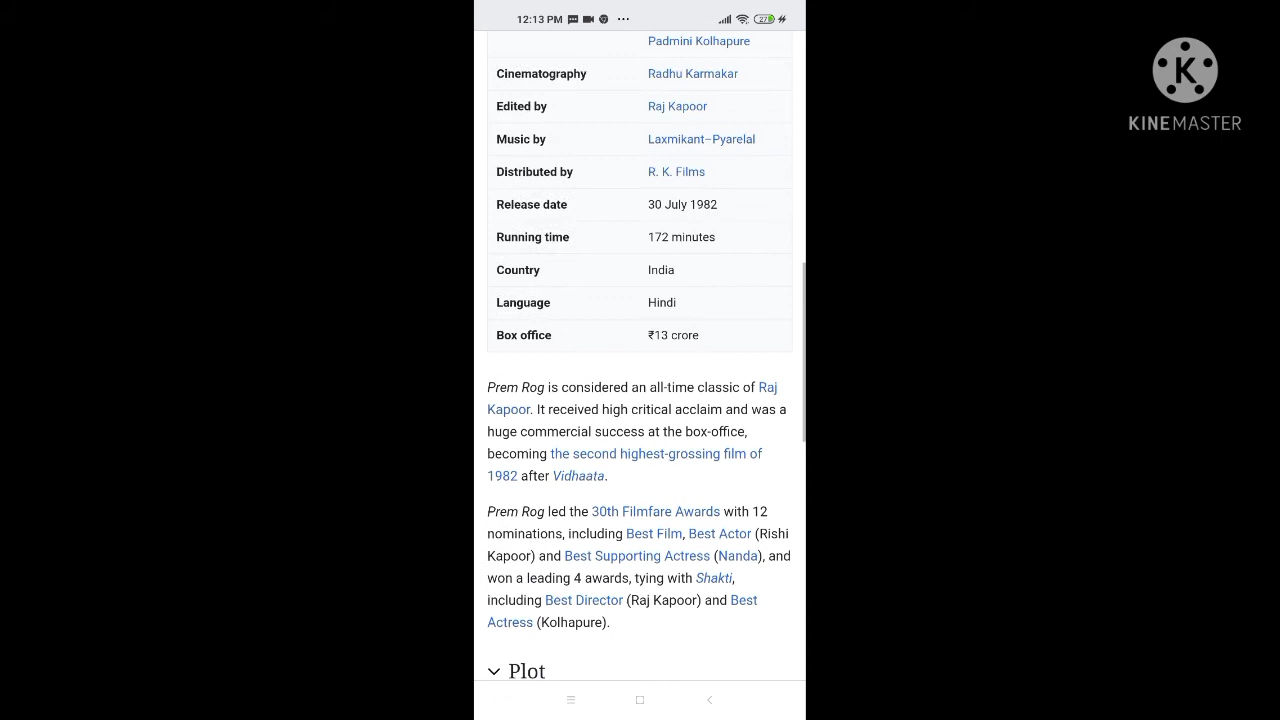 12:13 PM
27
Padmini Kolhapure
Cinematography Radhu Karmakar
Edited by Raj Kapoor
Music by Laxmikant–Pyarelal
Distributed by R. K. Films
Release date 30 July 1982
Running time 172 minutes
Country India
Language Hindi
Box office ₹13 crore
Prem Rog is considered an all-time classic of Raj
Kapoor. It received high critical acclaim and was a
huge commercial success at the box-office,
becoming the second highest-grossing film of
1982 after Vidhaata.
Prem Rog led the 30th Filmfare Awards with 12
nominations, including Best Film, Best Actor (Rishi
Kapoor) and Best Supporting Actress (Nanda), and
won a leading 4 awards, tying with Shakti,
including Best Director (Raj Kapoor) and Best
Actress (Kolhapure).
Plot
K
KINEMASTER